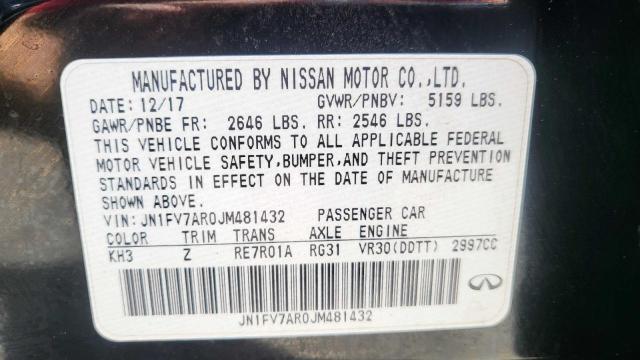 MANUFACTURED BY NISSAN MOTOR CO.,LTD.
DATE: 12/17 GVWR/PNBV: 5159 LBS.
GAWR/PNBE FR: 2646 LBS. RR: 2546 LBS.
THIS VEHICLE CONFORMS TO ALL APPLICABLE FEDERAL
MOTOR VEHICLE SAFETY,BUMPER,AND THEFT PREVENTION
STANDARDS IN EFFECT ON THE DATE OF MANUFACTURE
SHOWN ABOVE.
VIN: JN1FV7AR0JM481432 PASSENGER CAR
COLOR TRIM TRANS AXLE ENGINE
KH3 Z RE7R01A RG31 VR30(DDTT) 2997CC
JN1FV7AR0JM481432